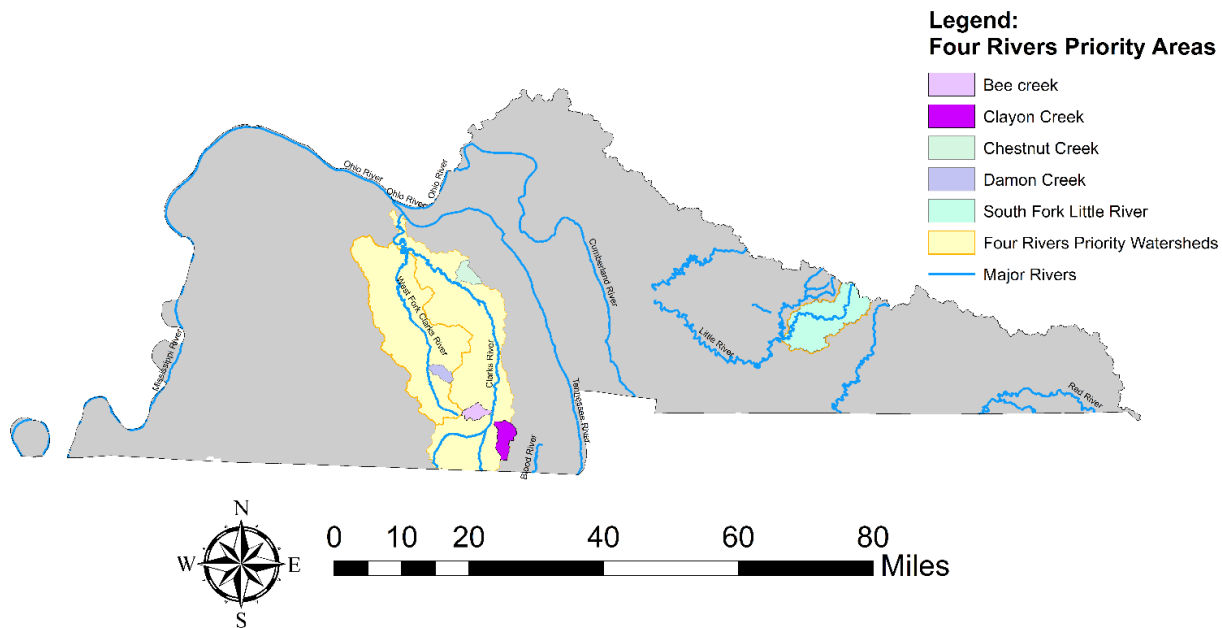 Legend:
Four Rivers Priority Areas
Bee creek
Clayon Creek
Chestnut Creek
Damon Creek
South Fork Little River
Four Rivers Priority Watersheds
Major Rivers
Ohio River
Ohio River
Ohio River
Cumberland River
West Fork Clarks River
Clarks River
Mississippi River
Little River
Tennessee River
Red River
Blood River
N
W
E
S
0 10 20 40 60 80
Miles